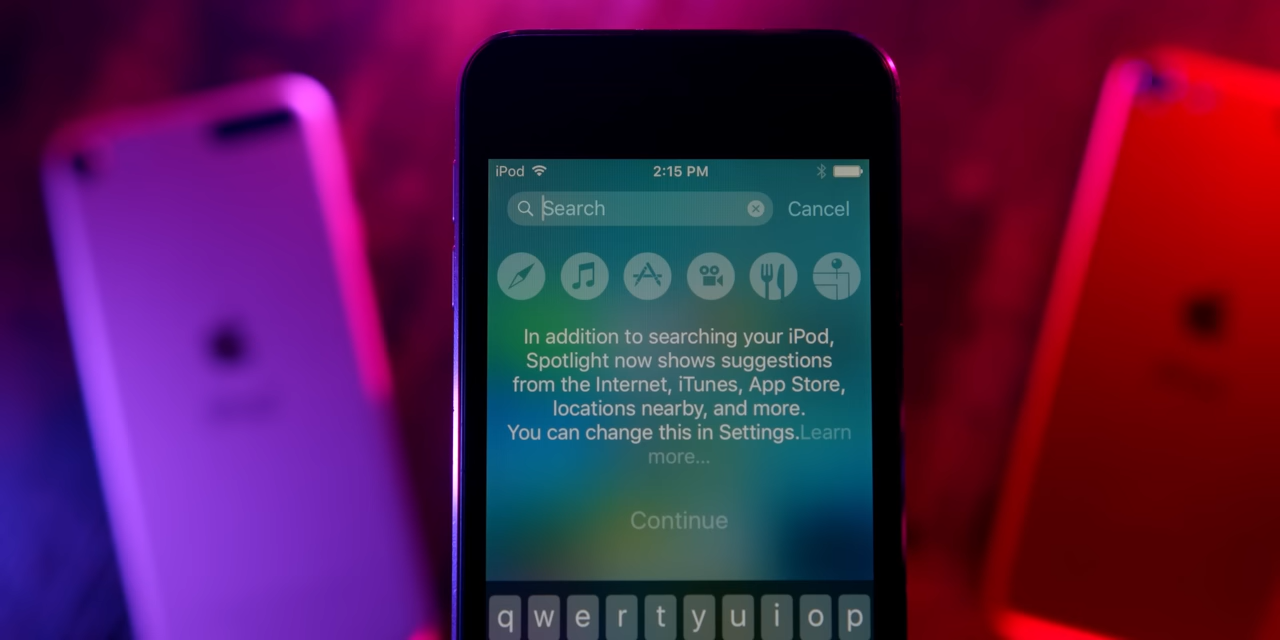 iPod 2:15 PM
Search Cancel
In addition to searching your iPod,
Spotlight now shows suggestions
from the Internet, iTunes, App Store,
locations nearby, and more.
You can change this in Settings.Learn
more...
Continue
q w e r t y u i o p